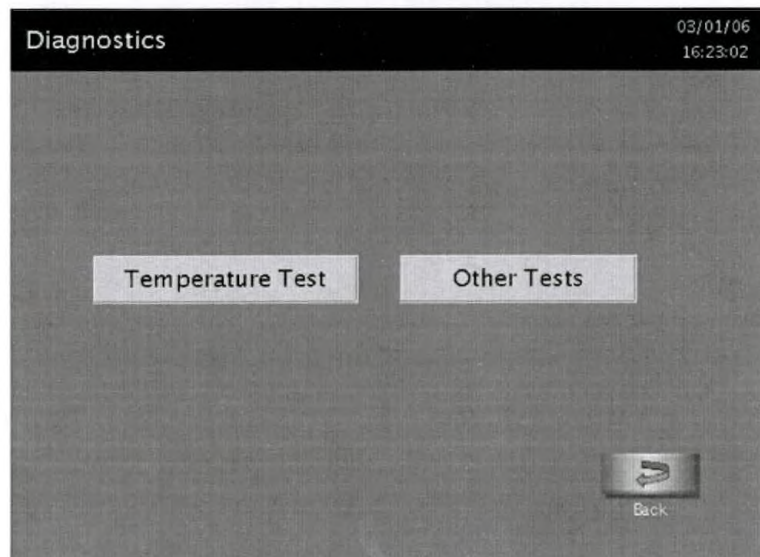 Diagnostics
03/01/06
16:23:02
Temperature Test
Other Tests
Back